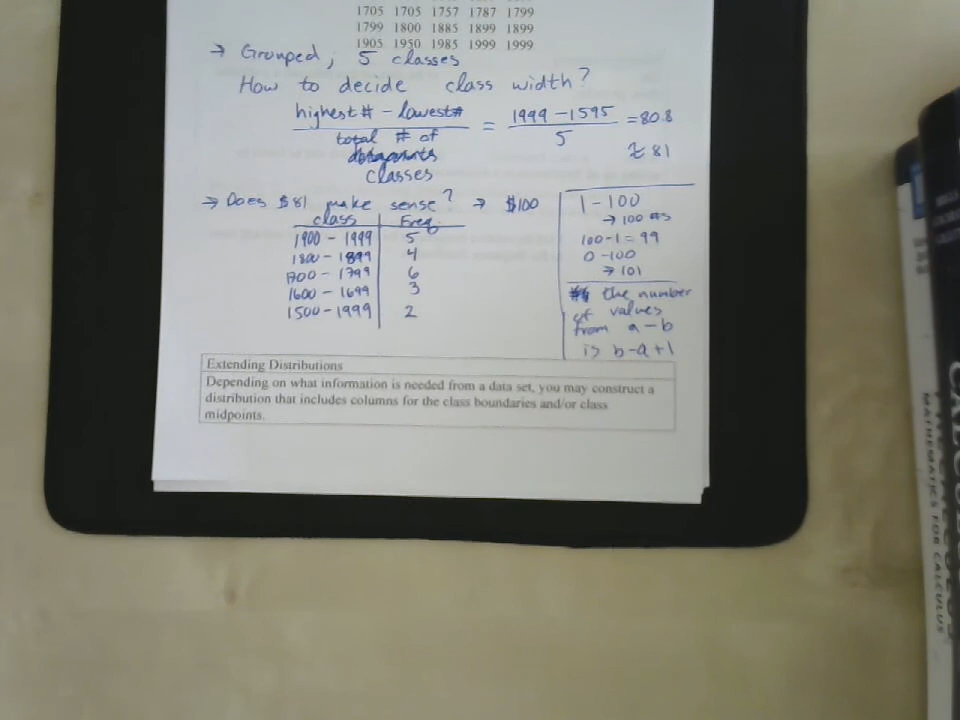 1705 1705 1757 1787 1799
1799 1800 1885 1899 1899
1905 1950 1985 1999 1999
→ Grouped, 5 classes
How to decide class width?
highest# - lowest# / total # of classes = 1999 - 1595 / 5 = 80.8
≈ 81
→ Does $81 make sense? → $100
class | Freq.
1900 - 1999 | 5
1800 - 1899 | 4
1700 - 1799 | 6
1600 - 1699 | 3
1500 - 1999 | 2
1 - 100
→ 100 #s
100-1 = 99
0 - 100
→ 101
the number
of values
from a - b
is b-a+1
Extending Distributions
Depending on what information is needed from a data set, you may construct a
distribution that includes columns for the class boundaries and/or class
midpoints.
MATHEMATICS FOR CALCULUS